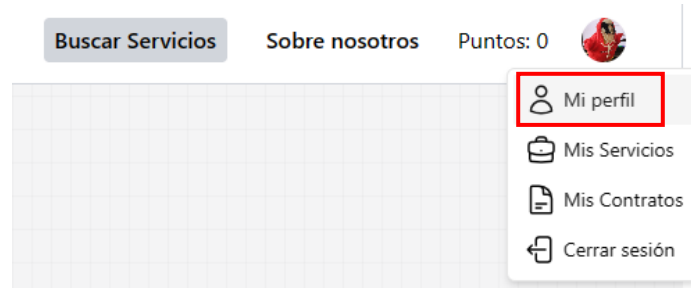 Buscar Servicios Sobre nosotros Puntos: 0
Mi perfil
Mis Servicios
Mis Contratos
Cerrar sesión